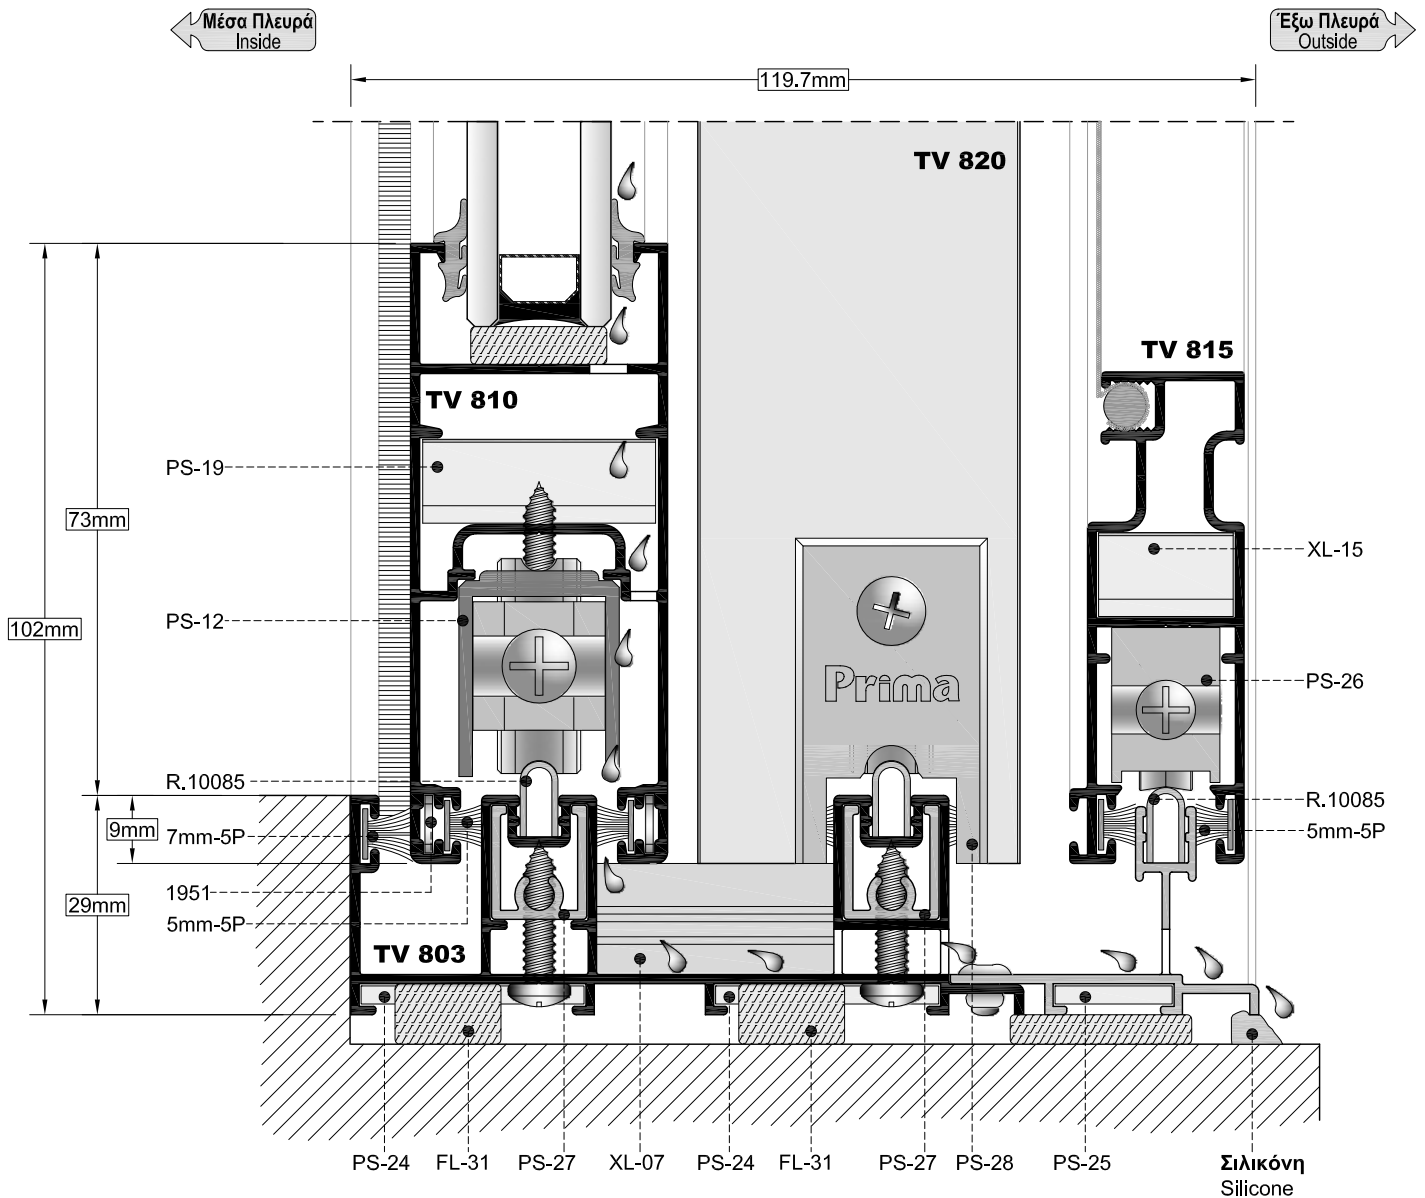 Μέσα Πλευρά
Inside
Έξω Πλευρά
Outside
119.7mm
TV 820
TV 815
TV 810
PS-19
73mm
XL-15
102mm
PS-12
PS-26
Prima
R.10085
R.10085
9mm
7mm-5P
5mm-5P
1951
29mm
5mm-5P
TV 803
PS-24
FL-31
PS-27
XL-07
PS-24
FL-31
PS-27
PS-28
PS-25
Σιλικόνη
Silicone